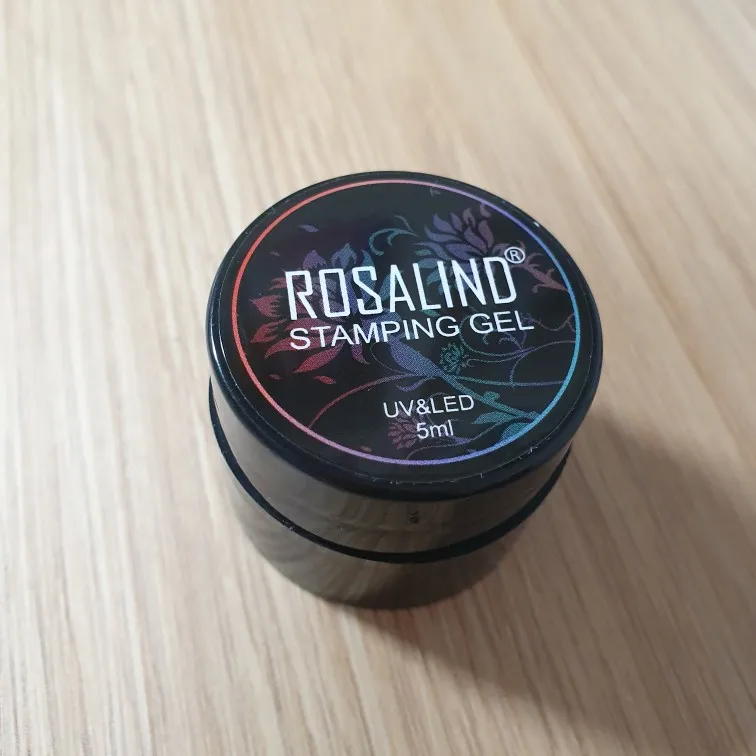 ROSALIND®
STAMPING GEL
UV&LED
5ml